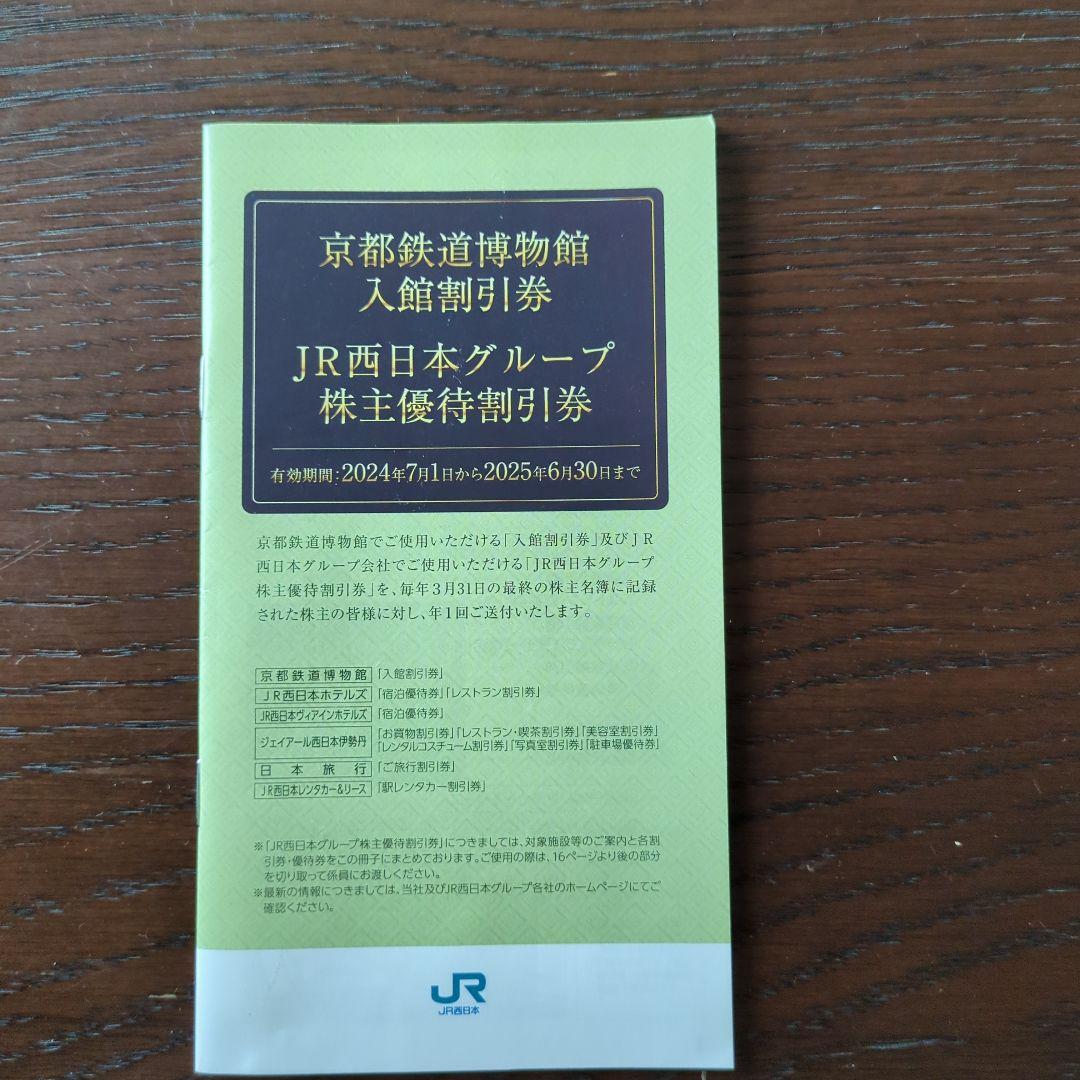 京都鉄道博物館
入館割引券
JR西日本グループ
株主優待割引券
有効期間:2024年7月1日から2025年6月30日まで
京都鉄道博物館でご使用いただける「入館割引券」及びJR
西日本グループ会社でご使用いただける「JR西日本グループ
株主優待割引券」を、毎年3月31日の最終の株主名簿に記録
された株主の皆様に対し、年1回ご送付いたします。
京都鉄道博物館 「入館割引券」
JR西日本ホテルズ 「宿泊優待券」「レストラン割引券」
JR西日本ヴィアインホテルズ 「宿泊優待券」
ジェイアール西日本伊勢丹 「お買物割引券」「レストラン・喫茶割引券」「美容室割引券」
「レンタルコスチューム割引券」「写真室割引券」「駐車場優待券」
日本旅行 「ご旅行割引券」
JR西日本レンタカー&リース 「駅レンタカー割引券」
※「JR西日本グループ株主優待割引券」につきましては、対象施設等のご案内と各割
引券・優待券をこの冊子にまとめております。ご使用の際は、16ページより後の部分
を切り取って係員にお渡しください。
※最新の情報につきましては、当社及びJR西日本グループ各社のホームページにてご
確認ください。
JR
JR西日本